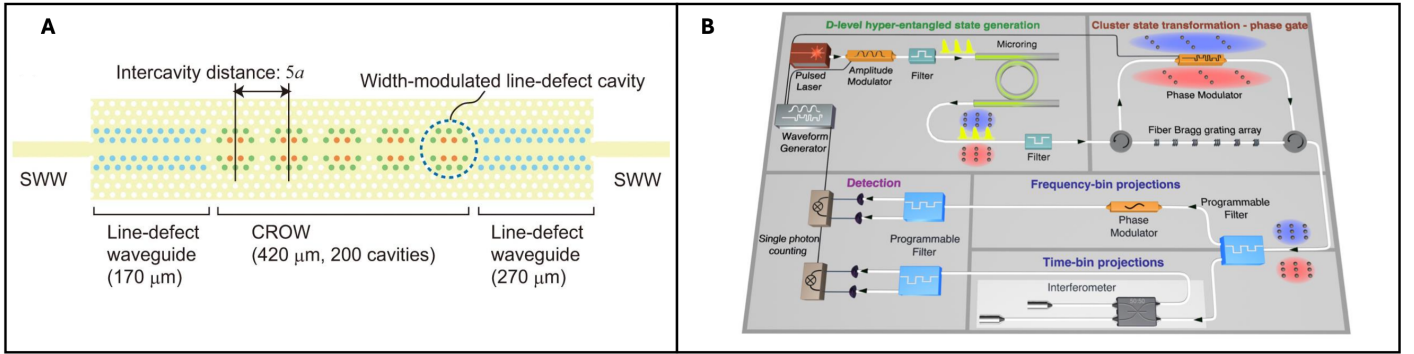 A
Intercavity distance: 5a
Width-modulated line-defect cavity
SWW
SWW
Line-defect
waveguide
(170 μm)
CROW
(420 μm, 200 cavities)
Line-defect
waveguide
(270 μm)
B
D-level hyper-entangled state generation
Pulsed
Laser
Amplitude
Modulator
Filter
Microring
Waveform
Generator
Filter
Cluster state transformation - phase gate
Phase Modulator
Fiber Bragg grating array
Detection
Single photon
counting
Programmable
Filter
Frequency-bin projections
Phase
Modulator
Programmable
Filter
Time-bin projections
Interferometer
50:50